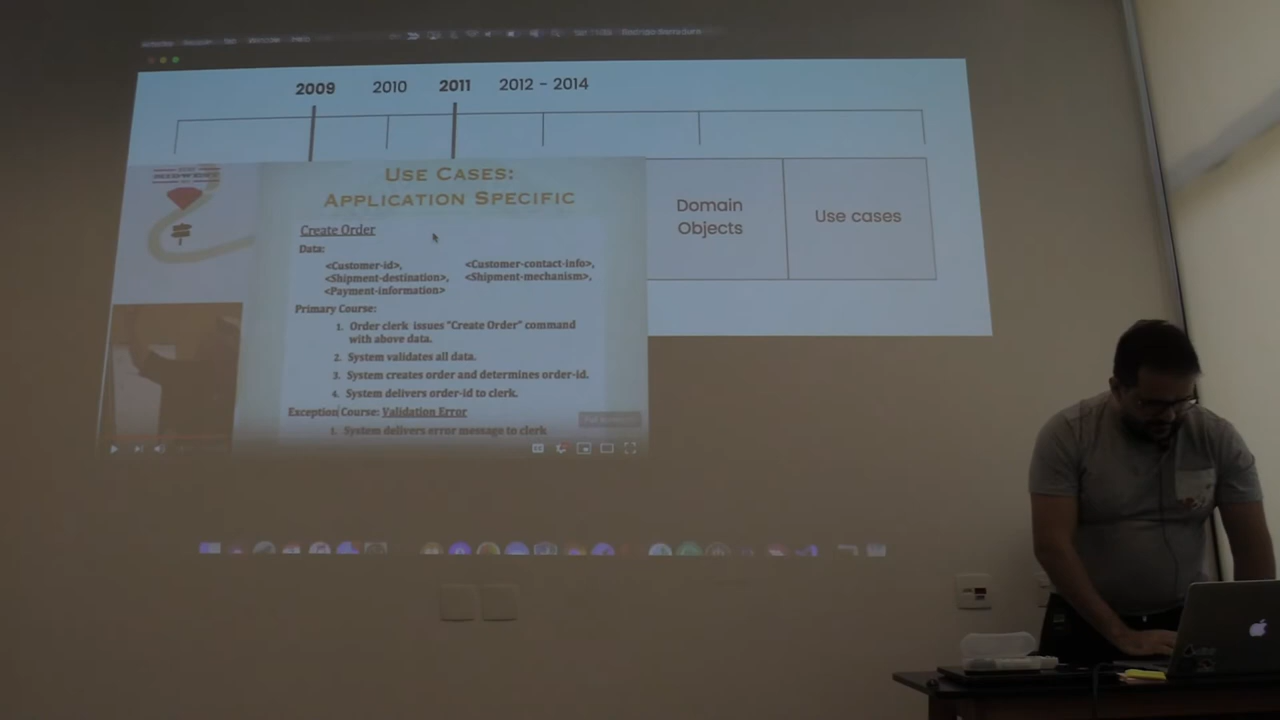 Window Help
2009 2010 2011 2012 - 2014
USE CASES:
APPLICATION SPECIFIC
Create Order
Data:
<Customer-id>, <Customer-contact-info>,
<Shipment-destination>, <Shipment-mechanism>,
<Payment-information>
Primary Course:
1. Order clerk issues "Create Order" command
with above data.
2. System validates all data.
3. System creates order and determines order-id.
4. System delivers order-id to clerk.
Exception Course: Validation Error
1. System delivers error message to clerk
Domain
Objects
Use cases